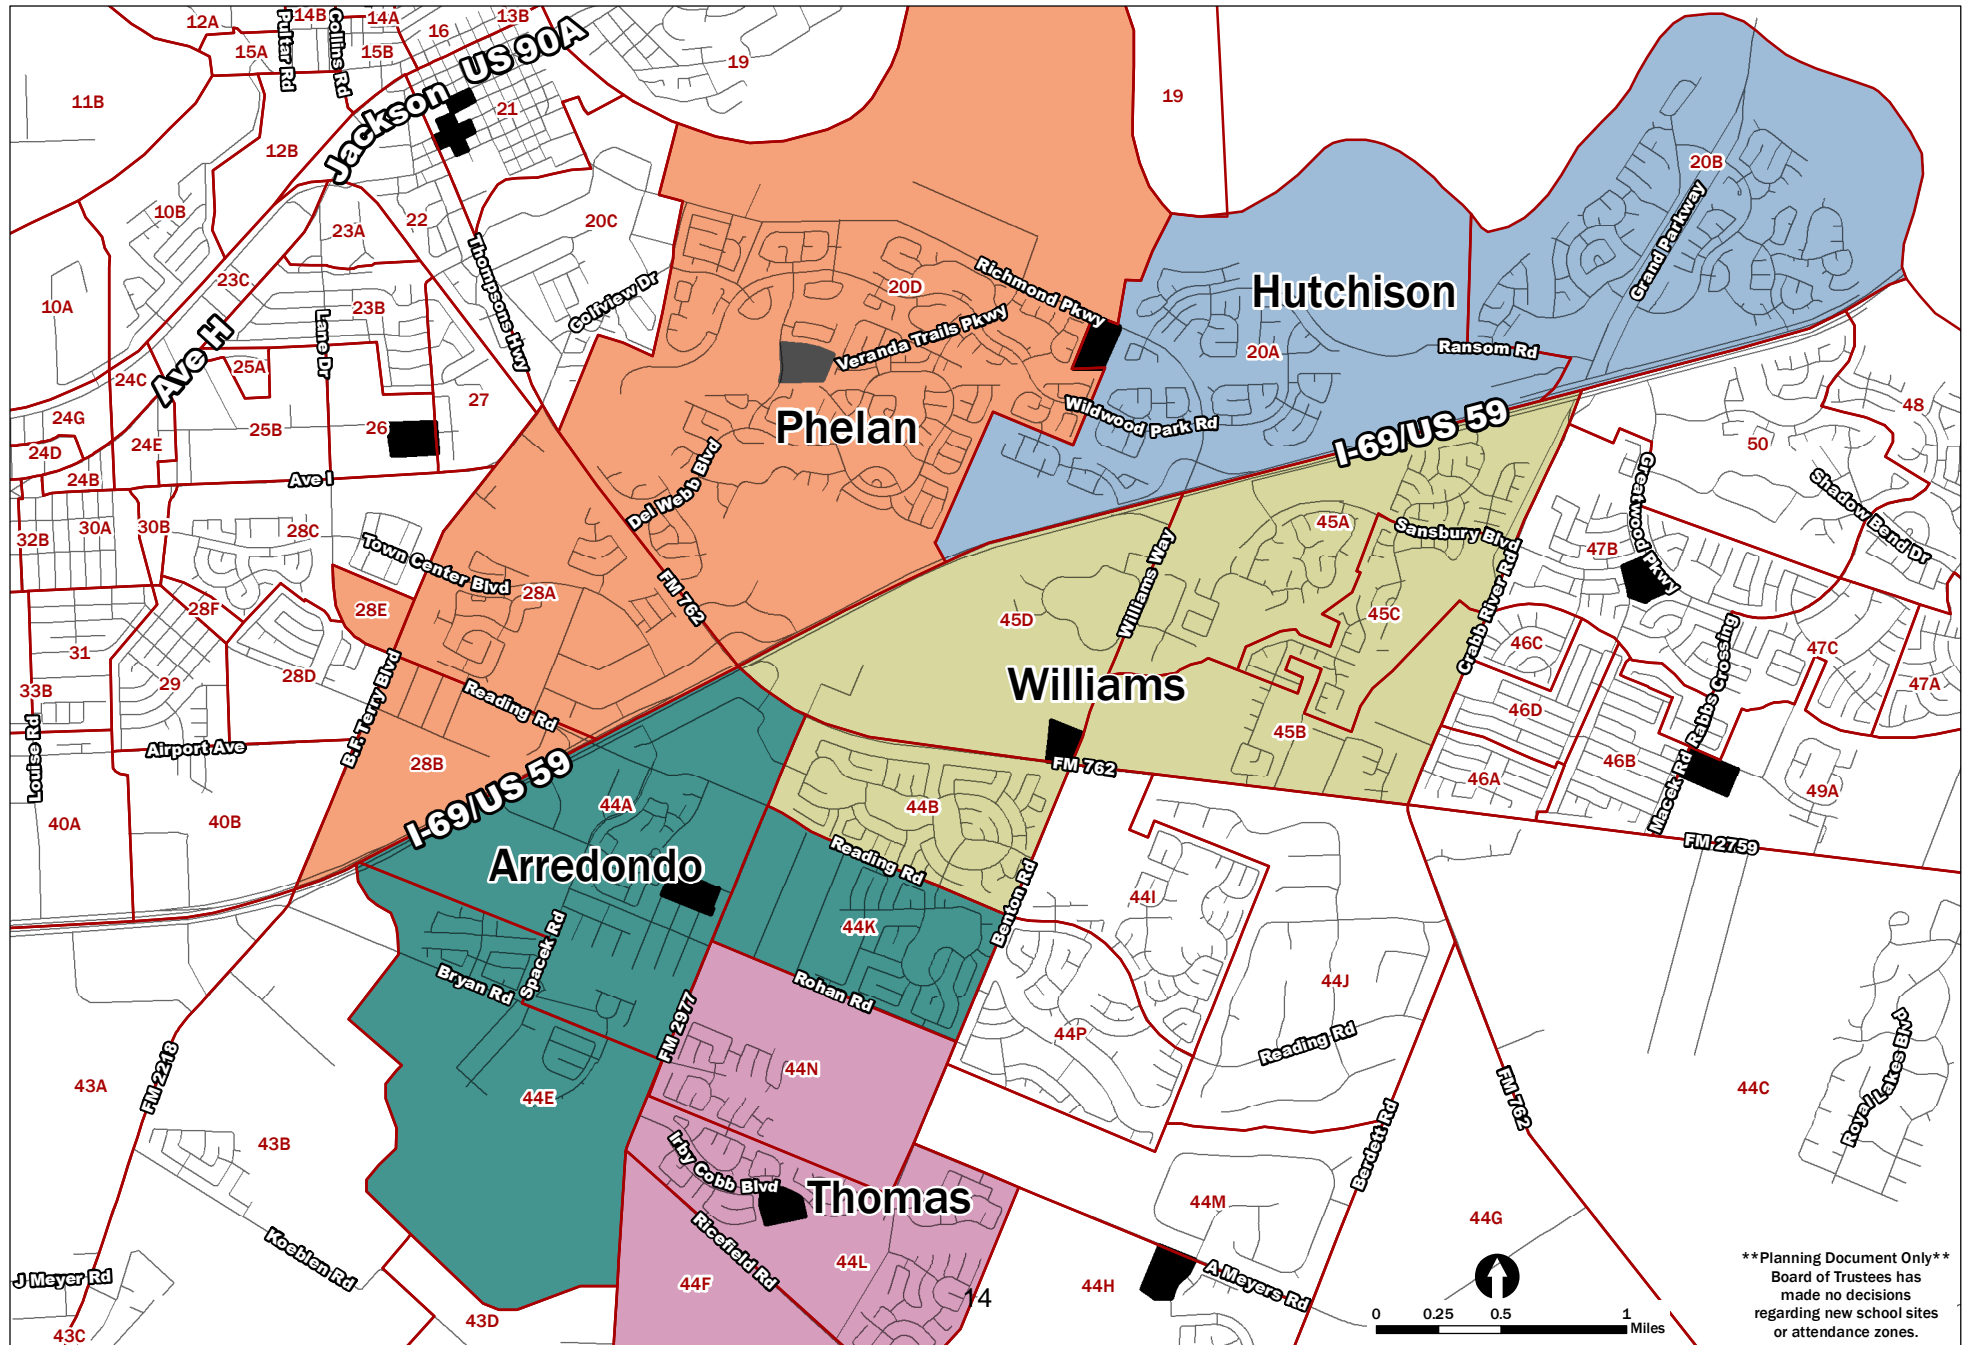 12A
14B
14A
13B
16
15A
Pultar Rd
Collins Rd
15B
US 90A
19
11B
Jackson
21
19
12B
20B
10B
22
23A
20C
Grand Parkway
Thompsons Hwy
Golfview Dr
23C
Richmond Pkwy
20D
Hutchison
10A
23B
Lane Dr
Veranda Trails Pkwy
Ave H
20A
Ransom Rd
24C
25A
27
24G
Wildwood Park Rd
48
24E
25B
26
Phelan
I-69/US 59
50
24D
24B
Ave I
Del Webb Blvd
Greatwood Pkwy
Shadow Bend Dr
32B
30A
30B
28C
45A
Sansbury Blvd
47B
Town Center Blvd
Williams Way
28A
FM 762
28F
28E
45D
45C
Crabb River Rd
46C
31
29
28D
Williams
47C
33B
B.F. Terry Blvd
Reading Rd
47A
Rabbs Crossing
46D
Louise Rd
Airport Ave
45B
28B
FM 762
46A
46B
Macek Rd
I-69/US 59
44A
44B
49A
40A
40B
FM 2759
Arredondo
Reading Rd
Benton Rd
44I
44K
Spacek Rd
Bryan Rd
Rohan Rd
44J
FM 2977
44P
Reading Rd
Royal Lakes Blvd
43A
FM 2218
44N
44E
FM 762
44C
43B
Irby Cobb Blvd
Berdett Rd
Thomas
44M
44G
Koeblen Rd
Ricefield Rd
44L
J Meyer Rd
44F
44H
A Meyers Rd
14
43D
43C
0 0.25 0.5 1
Miles
**Planning Document Only**
Board of Trustees has
made no decisions
regarding new school sites
or attendance zones.